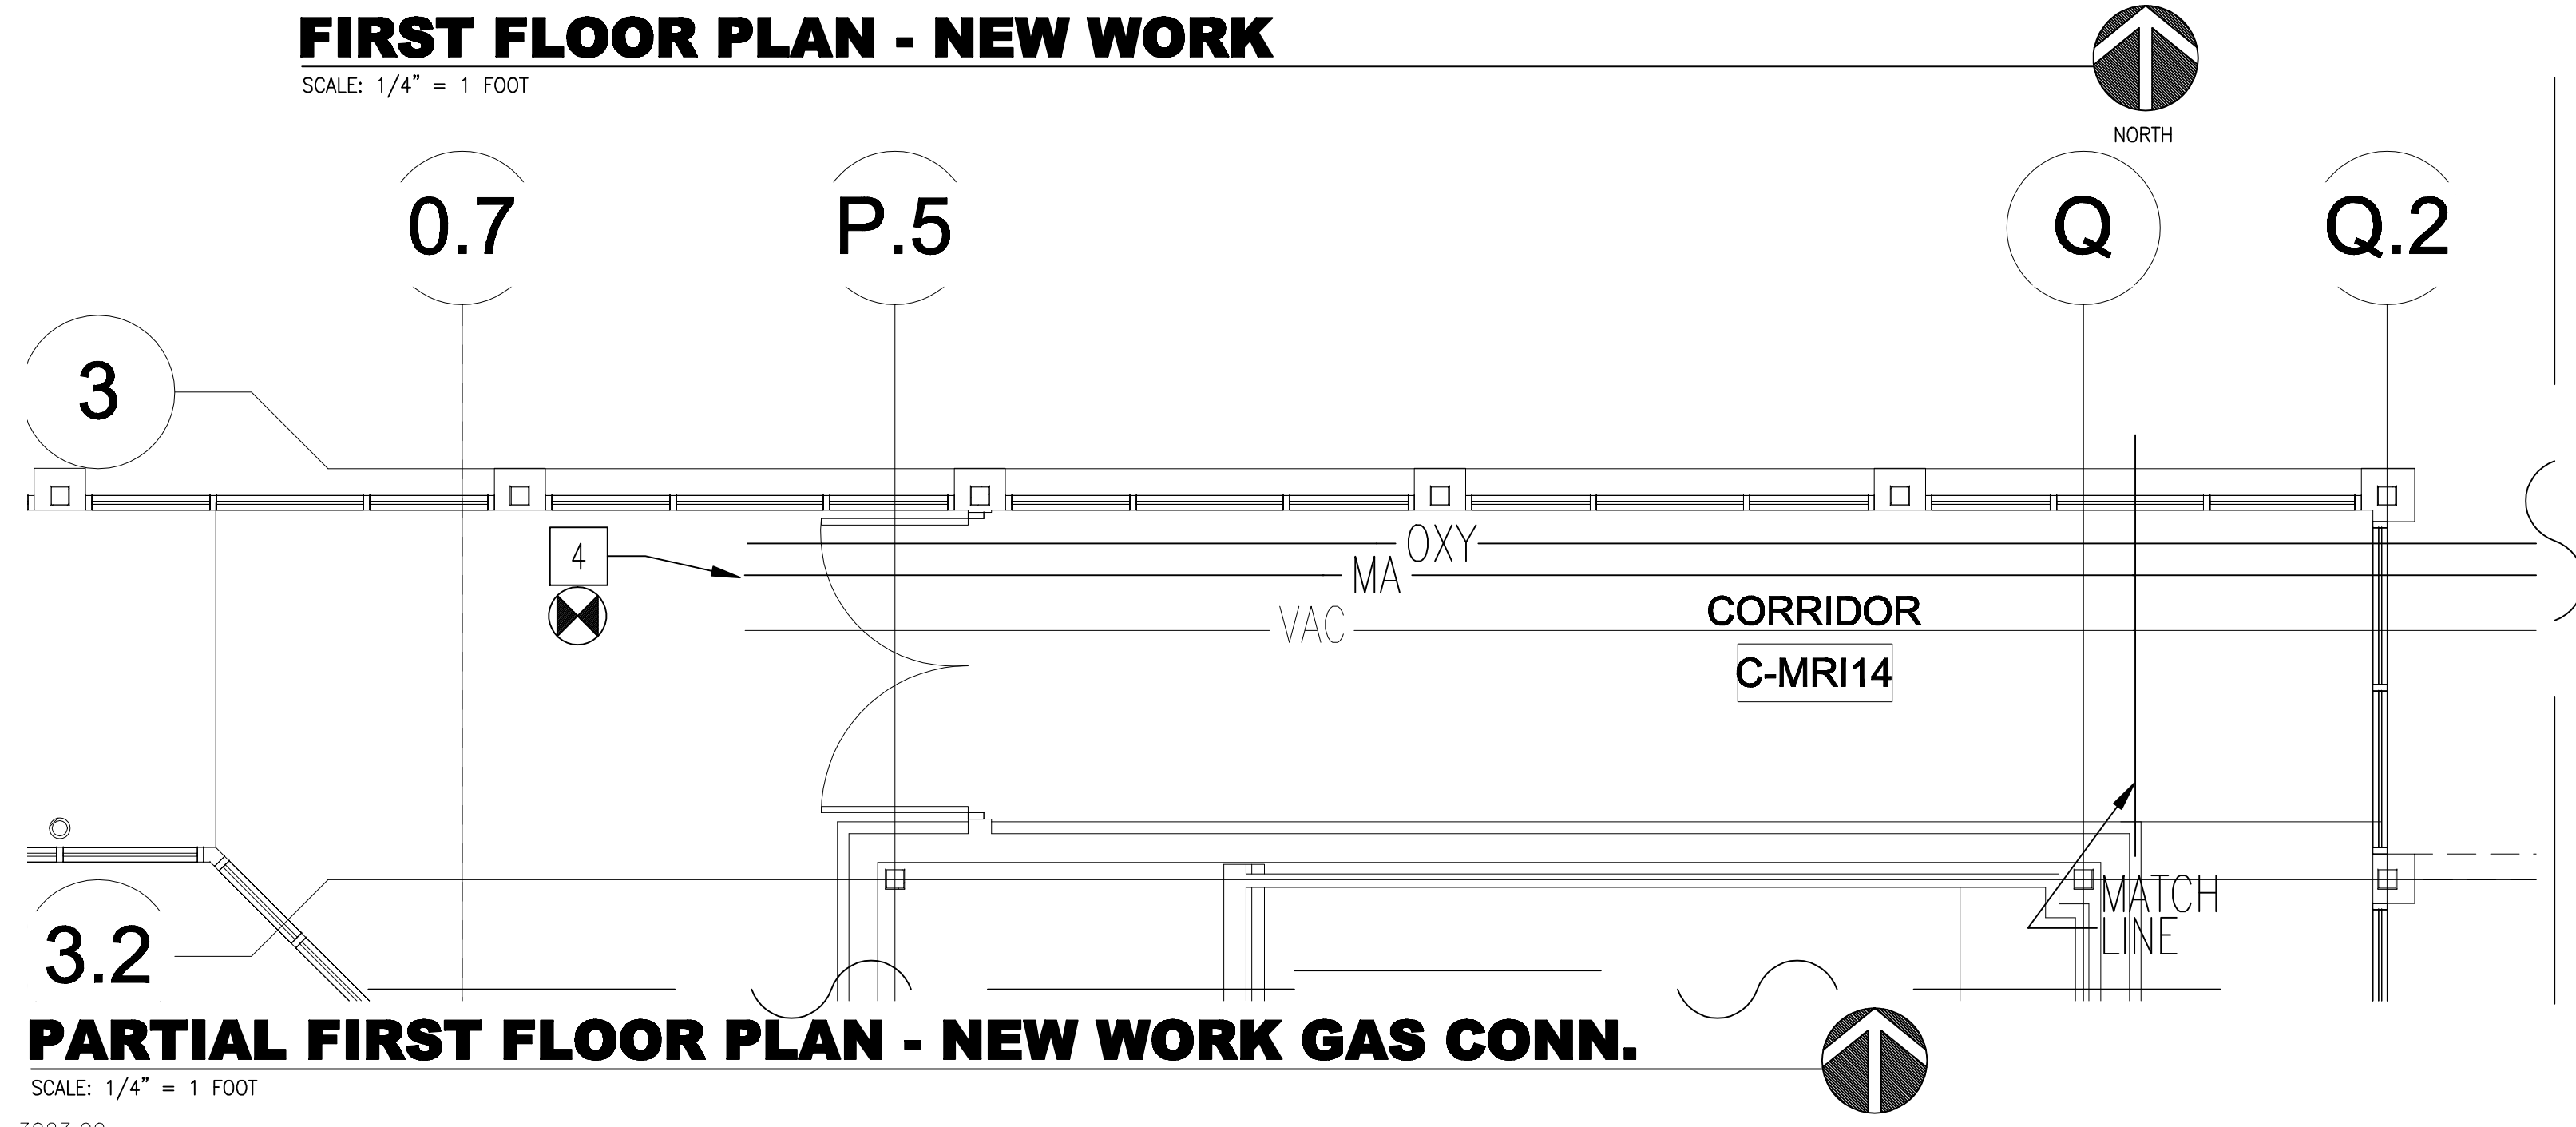 FIRST FLOOR PLAN - NEW WORK
SCALE: 1/4" = 1 FOOT
NORTH
0.7
P.5
Q
Q.2
3
4
OXY
MA
VAC
CORRIDOR
C-MRI14
MATCH
LINE
3.2
PARTIAL FIRST FLOOR PLAN - NEW WORK GAS CONN.
SCALE: 1/4" = 1 FOOT